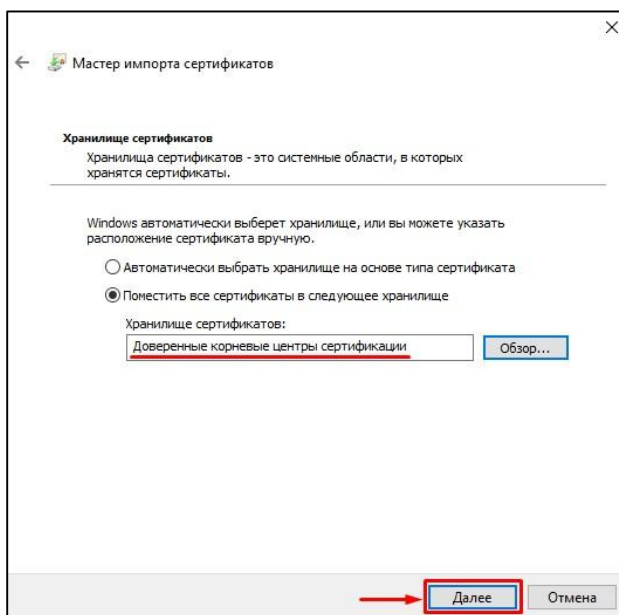 Мастер импорта сертификатов
Хранилище сертификатов
Хранилища сертификатов - это системные области, в которых
хранятся сертификаты.
Windows автоматически выберет хранилище, или вы можете указать
расположение сертификата вручную.
Автоматически выбрать хранилище на основе типа сертификата
Поместить все сертификаты в следующее хранилище
Хранилище сертификатов:
Доверенные корневые центры сертификации
Обзор...
Далее
Отмена